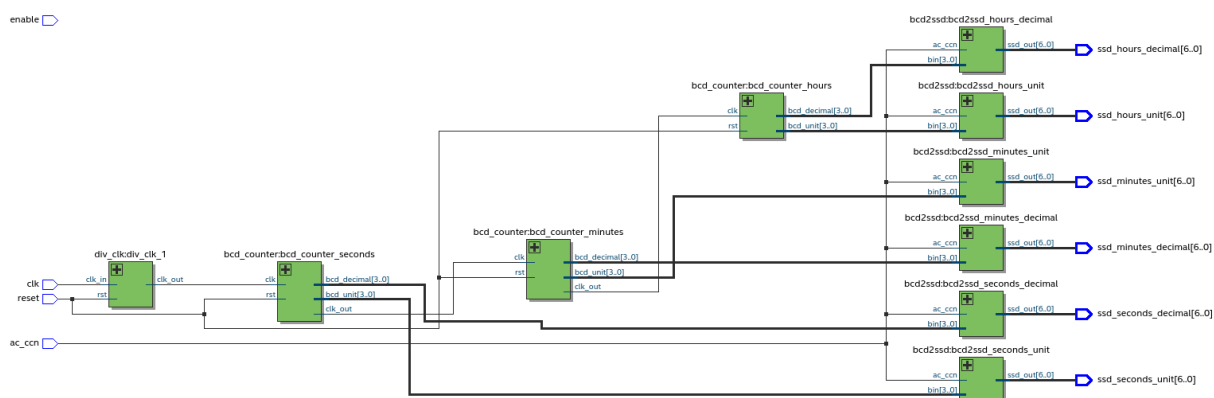 enable
bcd2ssd:bcd2ssd_hours_decimal
ac_ccn
ssd_out[6..0]
bin[3..0]
ssd_hours_decimal[6..0]
bcd_counter:bcd_counter_hours
clk
bcd_decimal[3..0]
rst
bcd_unit[3..0]
bcd2ssd:bcd2ssd_hours_unit
ac_ccn
ssd_out[6..0]
bin[3..0]
ssd_hours_unit[6..0]
bcd2ssd:bcd2ssd_minutes_unit
ac_ccn
ssd_out[6..0]
bin[3..0]
ssd_minutes_unit[6..0]
bcd_counter:bcd_counter_minutes
clk
bcd_decimal[3..0]
rst
bcd_unit[3..0]
clk_out
bcd2ssd:bcd2ssd_minutes_decimal
ac_ccn
ssd_out[6..0]
bin[3..0]
ssd_minutes_decimal[6..0]
div_clk:div_clk_1
clk
clk_in
clk_out
reset
rst
bcd_counter:bcd_counter_seconds
clk
bcd_decimal[3..0]
rst
bcd_unit[3..0]
clk_out
bcd2ssd:bcd2ssd_seconds_decimal
ac_ccn
ssd_out[6..0]
bin[3..0]
ssd_seconds_decimal[6..0]
ac_ccn
bcd2ssd:bcd2ssd_seconds_unit
ac_ccn
ssd_out[6..0]
bin[3..0]
ssd_seconds_unit[6..0]